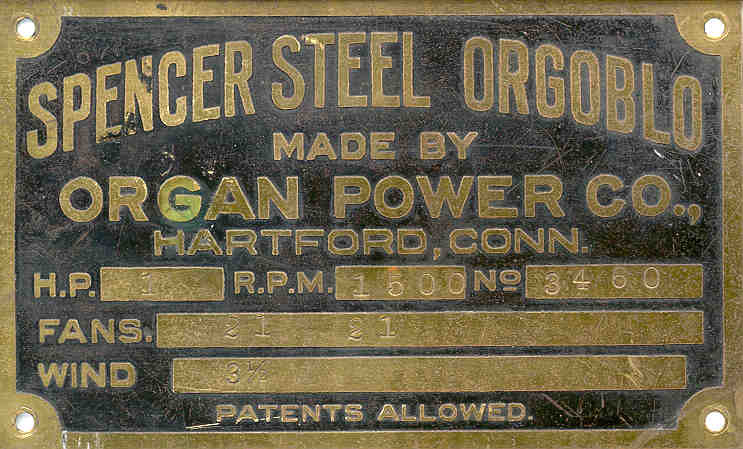 SPENCER STEEL ORGOBLO
MADE BY
ORGAN POWER CO.,
HARTFORD, CONN.
H.P. 1 R.P.M. 1500 No 3460
FANS. 21 21
WIND 3½
PATENTS ALLOWED.